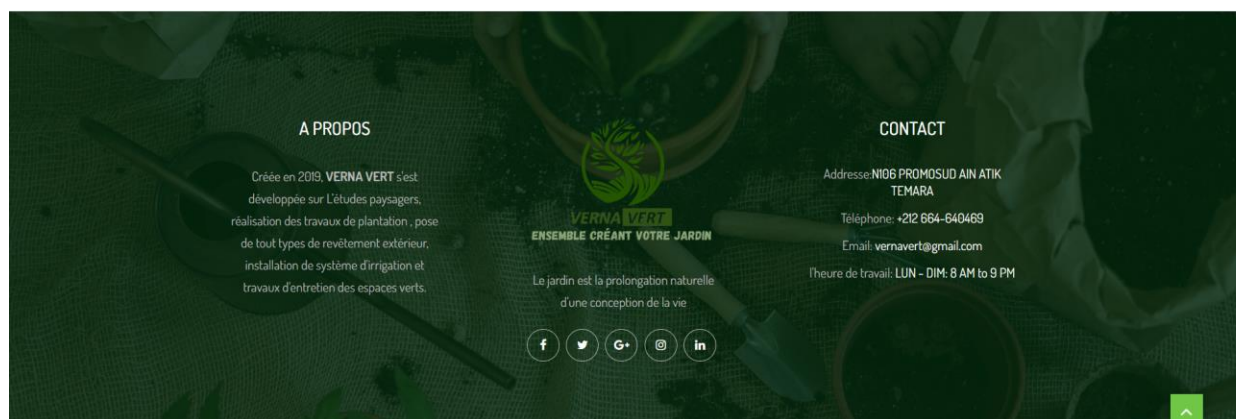 A PROPOS
Créée en 2019, VERNA VERT s'est
développée sur L'études paysagers,
réalisation des travaux de plantation , pose
de tout types de revêtement extérieur,
installation de système d'irrigation et
travaux d'entretien des espaces verts.
VERNA VERT
ENSEMBLE CRÉANT VOTRE JARDIN
Le jardin est la prolongation naturelle
d'une conception de la vie
CONTACT
Addresse:N106 PROMOSUD AIN ATIK
TEMARA
Téléphone: +212 664-640469
Email: vernavert@gmail.com
l'heure de travail: LUN - DIM: 8 AM to 9 PM